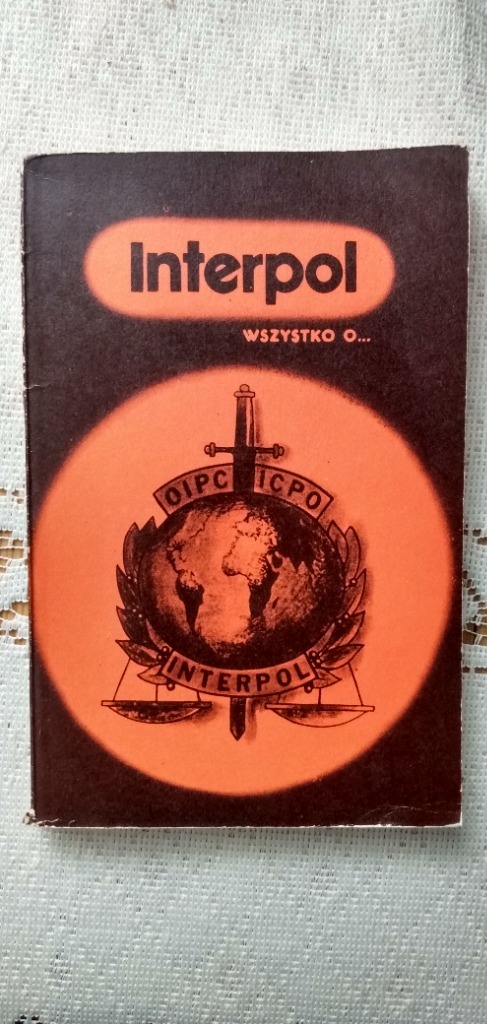 Interpol
WSZYSTKO O...
OIPC ICPO
INTERPOL